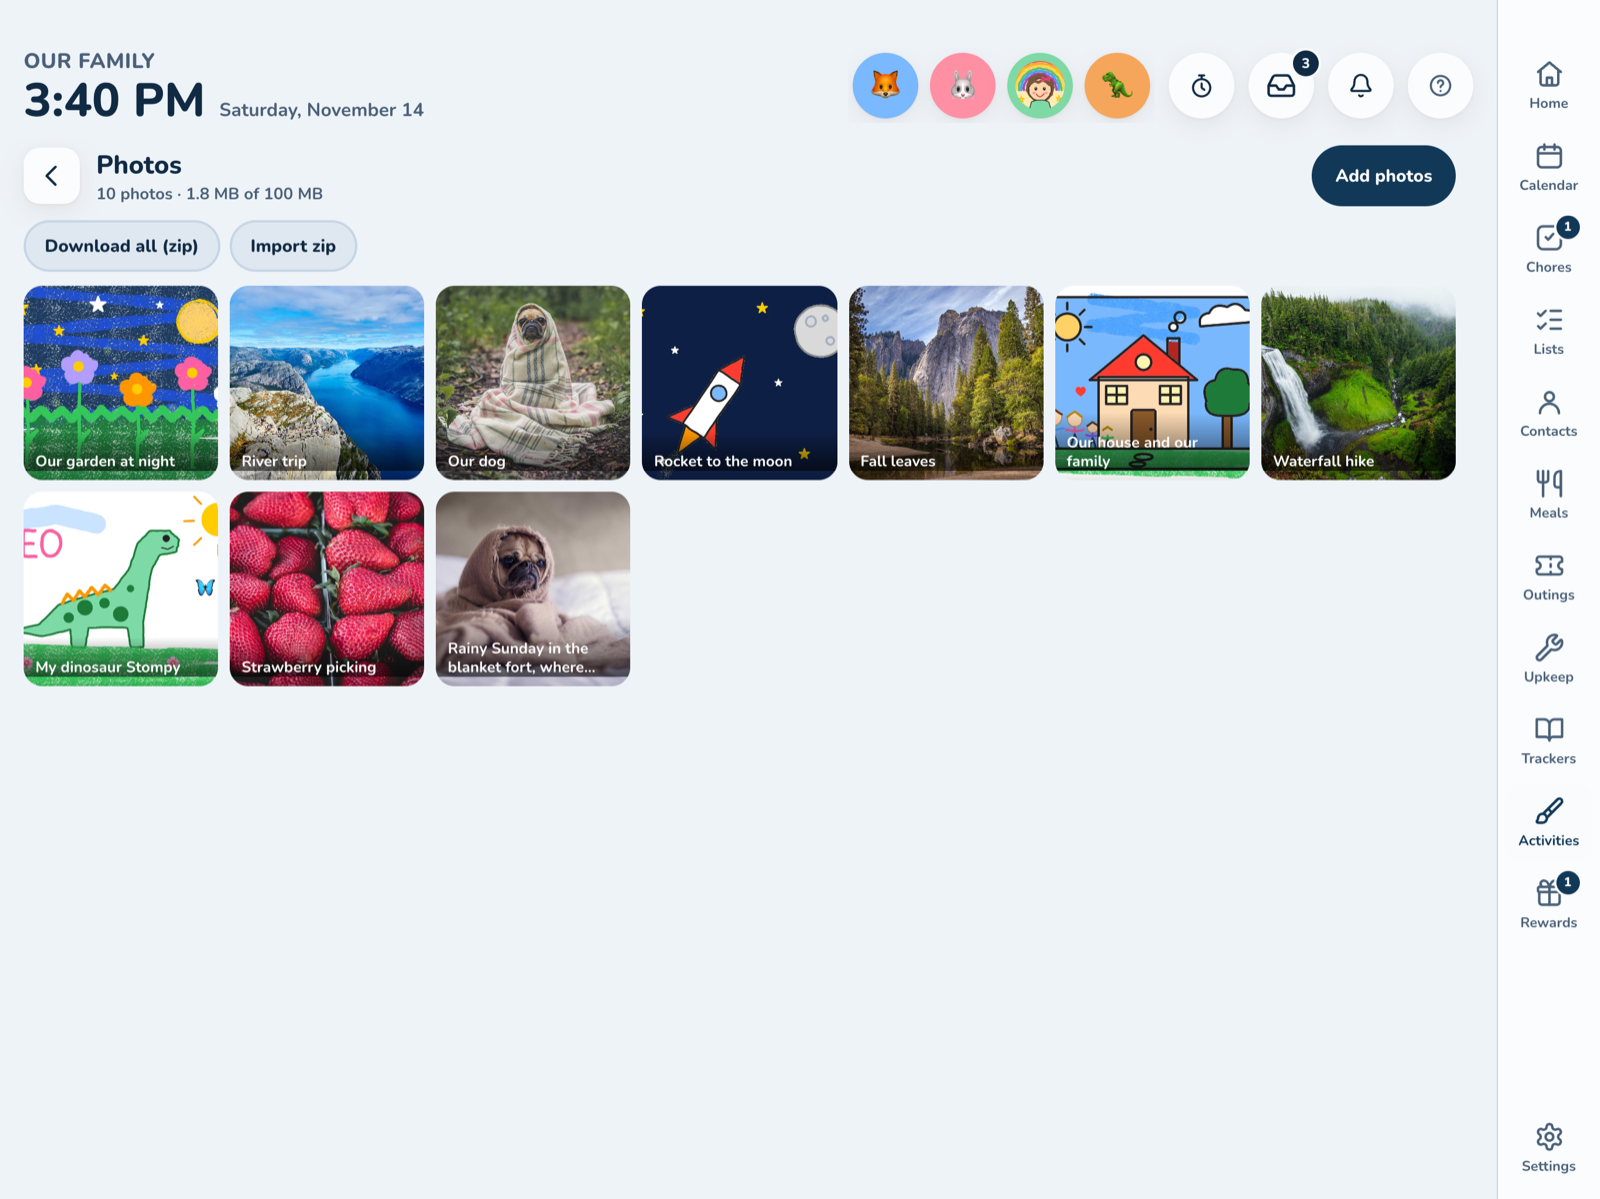 OUR FAMILY
3:40 PM Saturday, November 14
3
Photos
10 photos · 1.8 MB of 100 MB
Add photos
Download all (zip)
Import zip
Our garden at night
River trip
Our dog
Rocket to the moon
Fall leaves
Our house and our
family
Waterfall hike
EO
My dinosaur Stompy
Strawberry picking
Rainy Sunday in the
blanket fort, where...
Home
Calendar
1
Chores
Lists
Contacts
Meals
Outings
Upkeep
Trackers
Activities
1
Rewards
Settings